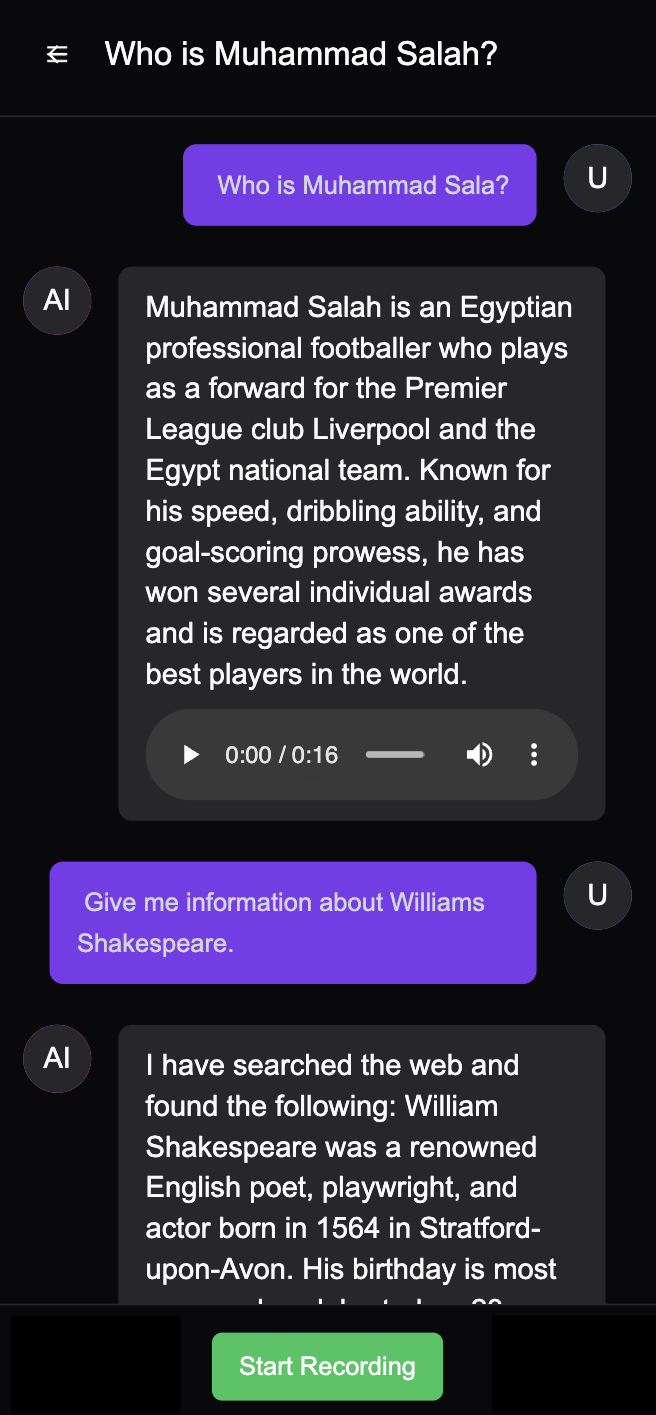 Who is Muhammad Salah?
Who is Muhammad Sala?
U
AI
Muhammad Salah is an Egyptian
professional footballer who plays
as a forward for the Premier
League club Liverpool and the
Egypt national team. Known for
his speed, dribbling ability, and
goal-scoring prowess, he has
won several individual awards
and is regarded as one of the
best players in the world.
0:00 / 0:16
Give me information about Williams
Shakespeare.
U
AI
I have searched the web and
found the following: William
Shakespeare was a renowned
English poet, playwright, and
actor born in 1564 in Stratford-
upon-Avon. His birthday is most
Start Recording